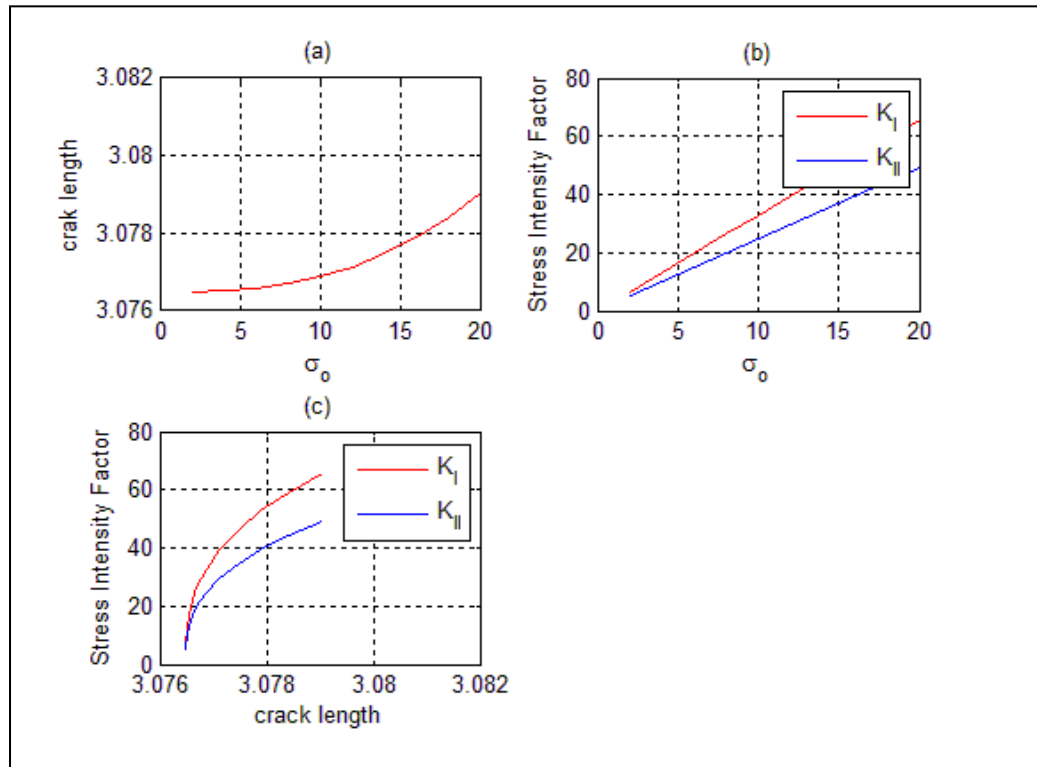 (a)
crak length
3.082
3.08
3.078
3.076
0 5 10 15 20
σo
(b)
Stress Intensity Factor
80
60
40
20
0
0 5 10 15 20
σo
KI
KII
(c)
Stress Intensity Factor
80
60
40
20
0
3.076 3.078 3.08 3.082
crack length
KI
KII